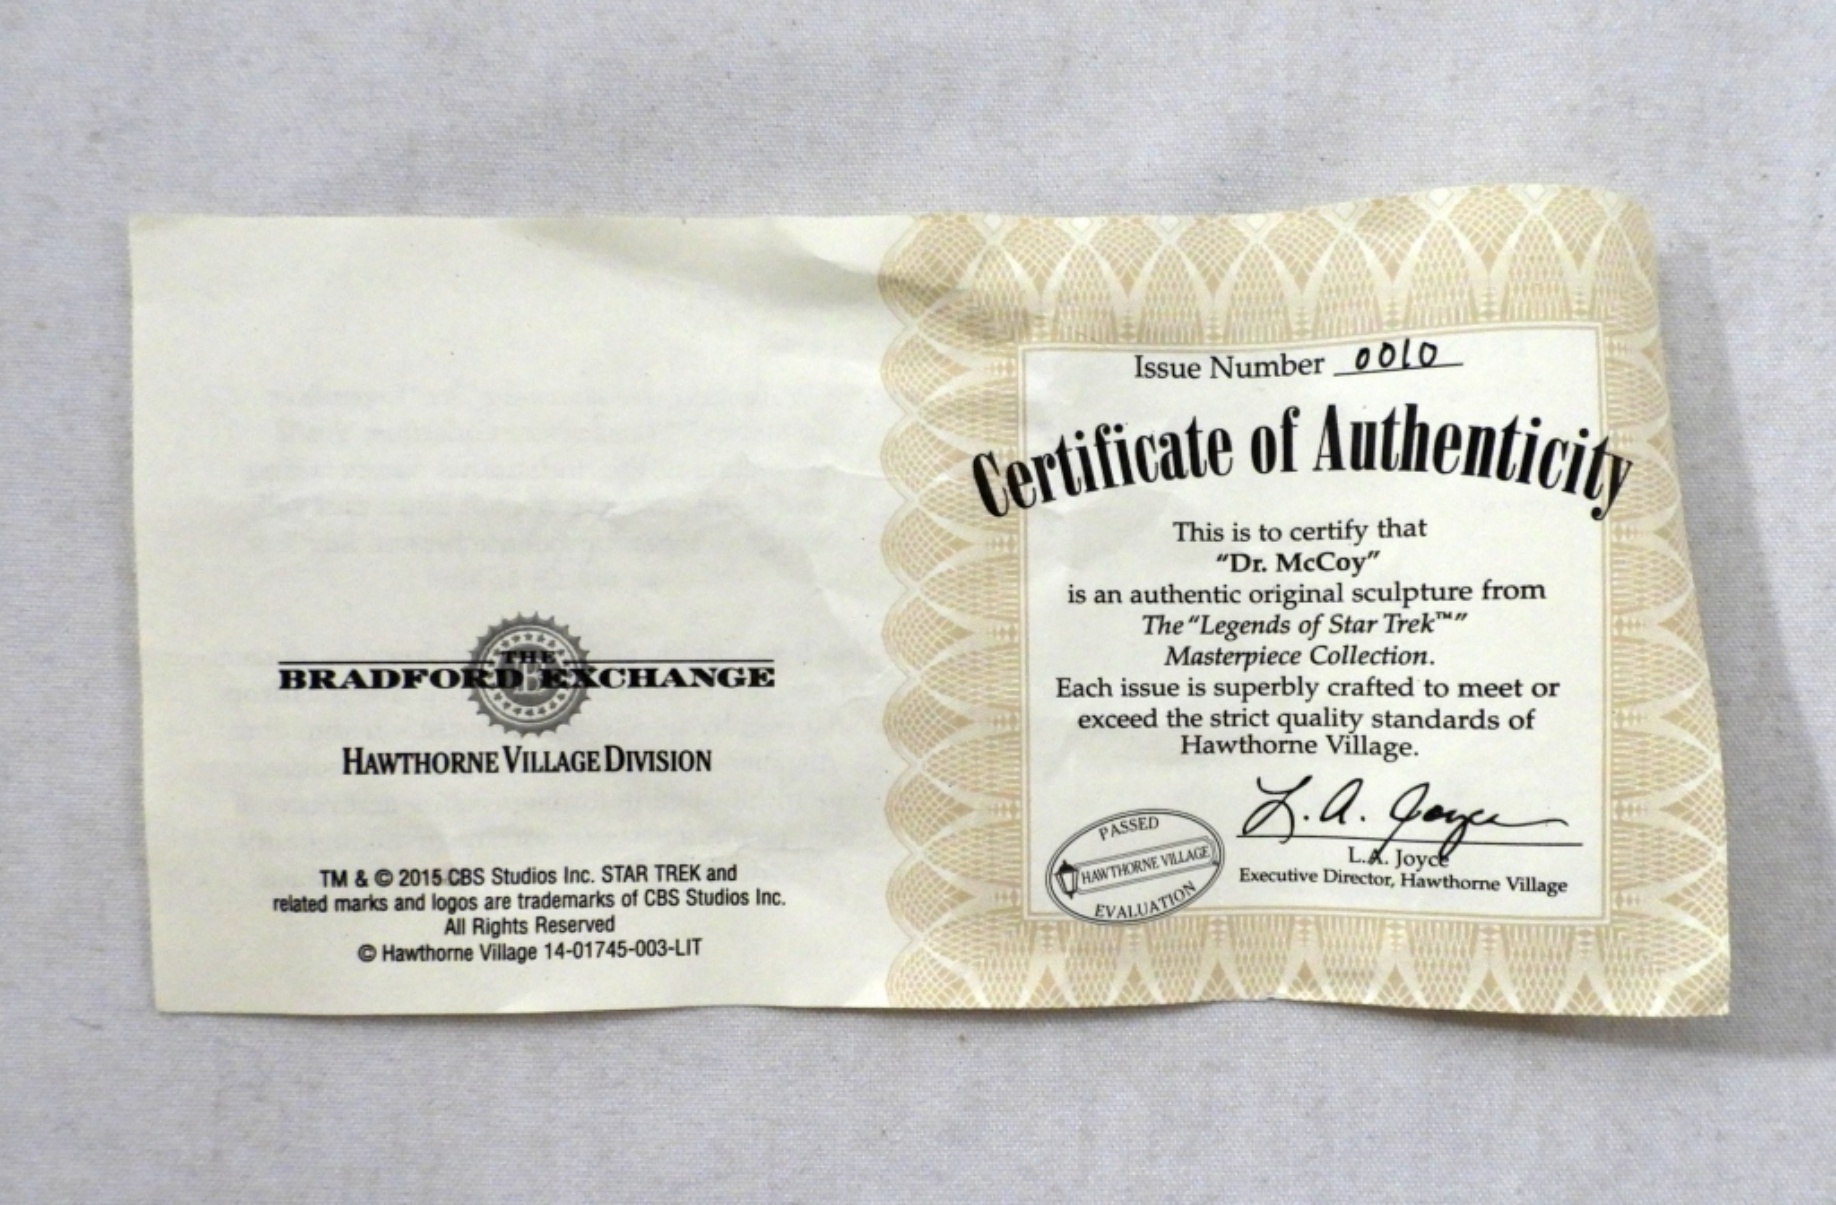 THE
BRADFORD EXCHANGE
HAWTHORNE VILLAGE DIVISION
TM & © 2015 CBS Studios Inc. STAR TREK and
related marks and logos are trademarks of CBS Studios Inc.
All Rights Reserved
© Hawthorne Village 14-01745-003-LIT
Issue Number 0010
Certificate of Authenticity
This is to certify that
“Dr. McCoy”
is an authentic original sculpture from
The “Legends of Star Trek™”
Masterpiece Collection.
Each issue is superbly crafted to meet or
exceed the strict quality standards of
Hawthorne Village.
L. A. Joyce
L.A. Joyce
Executive Director, Hawthorne Village
PASSED
HAWTHORNE VILLAGE
EVALUATION